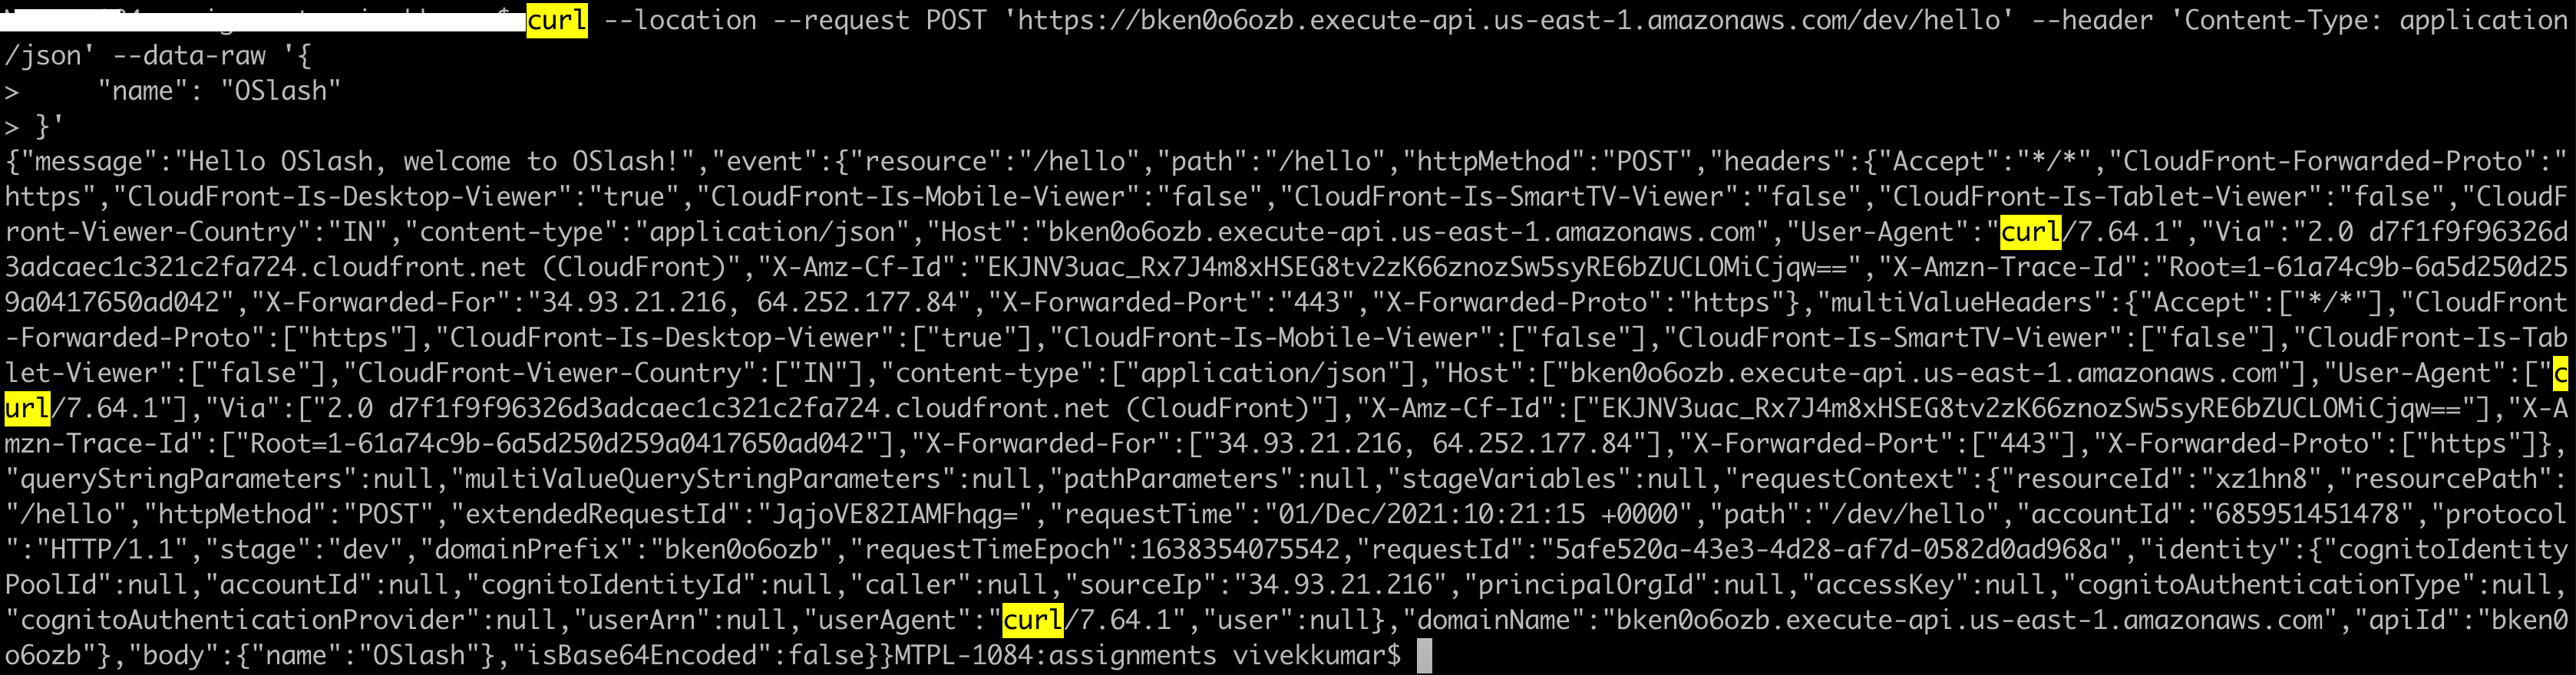 curl --location --request POST 'https://bken0o6ozb.execute-api.us-east-1.amazonaws.com/dev/hello' --header 'Content-Type: application
/json' --data-raw '{
>     "name": "OSlash"
> }'
{"message":"Hello OSlash, welcome to OSlash!","event":{"resource":"/hello","path":"/hello","httpMethod":"POST","headers":{"Accept":"*/*","CloudFront-Forwarded-Proto":"
https","CloudFront-Is-Desktop-Viewer":"true","CloudFront-Is-Mobile-Viewer":"false","CloudFront-Is-SmartTV-Viewer":"false","CloudFront-Is-Tablet-Viewer":"false","CloudF
ront-Viewer-Country":"IN","content-type":"application/json","Host":"bken0o6ozb.execute-api.us-east-1.amazonaws.com","User-Agent":"curl/7.64.1","Via":"2.0 d7f1f9f96326d
3adcaec1c321c2fa724.cloudfront.net (CloudFront)","X-Amz-Cf-Id":"EKJNV3uac_Rx7J4m8xHSEG8tv2zK66znozSw5syRE6bZUCLOMiCjqw==","X-Amzn-Trace-Id":"Root=1-61a74c9b-6a5d250d25
9a0417650ad042","X-Forwarded-For":"34.93.21.216, 64.252.177.84","X-Forwarded-Port":"443","X-Forwarded-Proto":"https"},"multiValueHeaders":{"Accept":["*/*"],"CloudFront
-Forwarded-Proto":["https"],"CloudFront-Is-Desktop-Viewer":["true"],"CloudFront-Is-Mobile-Viewer":["false"],"CloudFront-Is-SmartTV-Viewer":["false"],"CloudFront-Is-Tab
let-Viewer":["false"],"CloudFront-Viewer-Country":["IN"],"content-type":["application/json"],"Host":["bken0o6ozb.execute-api.us-east-1.amazonaws.com"],"User-Agent":["c
url/7.64.1"],"Via":["2.0 d7f1f9f96326d3adcaec1c321c2fa724.cloudfront.net (CloudFront)"],"X-Amz-Cf-Id":["EKJNV3uac_Rx7J4m8xHSEG8tv2zK66znozSw5syRE6bZUCLOMiCjqw=="],"X-A
mzn-Trace-Id":["Root=1-61a74c9b-6a5d250d259a0417650ad042"],"X-Forwarded-For":["34.93.21.216, 64.252.177.84"],"X-Forwarded-Port":["443"],"X-Forwarded-Proto":["https"]},
"queryStringParameters":null,"multiValueQueryStringParameters":null,"pathParameters":null,"stageVariables":null,"requestContext":{"resourceId":"xz1hn8","resourcePath":
"/hello","httpMethod":"POST","extendedRequestId":"JqjoVE82IAMFhqg=","requestTime":"01/Dec/2021:10:21:15 +0000","path":"/dev/hello","accountId":"685951451478","protocol
":"HTTP/1.1","stage":"dev","domainPrefix":"bken0o6ozb","requestTimeEpoch":1638354075542,"requestId":"5afe520a-43e3-4d28-af7d-0582d0ad968a","identity":{"cognitoIdentity
PoolId":null,"accountId":null,"cognitoIdentityId":null,"caller":null,"sourceIp":"34.93.21.216","principalOrgId":null,"accessKey":null,"cognitoAuthenticationType":null,
"cognitoAuthenticationProvider":null,"userArn":null,"userAgent":"curl/7.64.1","user":null},"domainName":"bken0o6ozb.execute-api.us-east-1.amazonaws.com","apiId":"bken0
o6ozb"},"body":{"name":"OSlash"},"isBase64Encoded":false}}MTPL-1084:assignments vivekkumar$